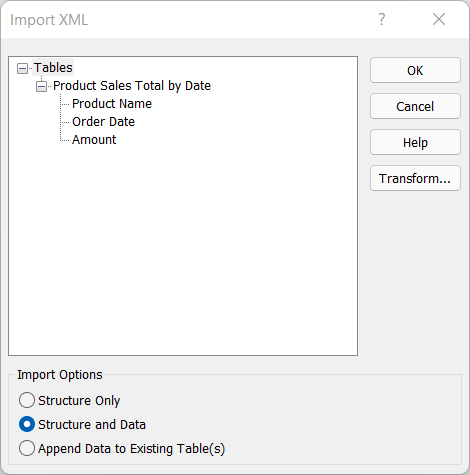 Import XML
?
Tables
Product Sales Total by Date
Product Name
Order Date
Amount
OK
Cancel
Help
Transform...
Import Options
Structure Only
Structure and Data
Append Data to Existing Table(s)